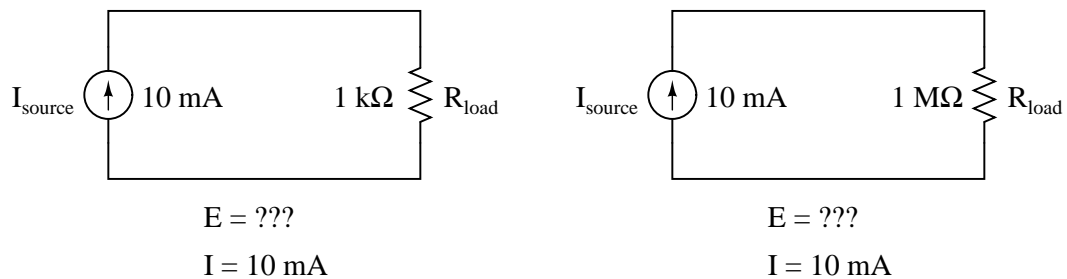 I_source 10 mA 1 kΩ R_load
E = ???
I = 10 mA
I_source 10 mA 1 MΩ R_load
E = ???
I = 10 mA